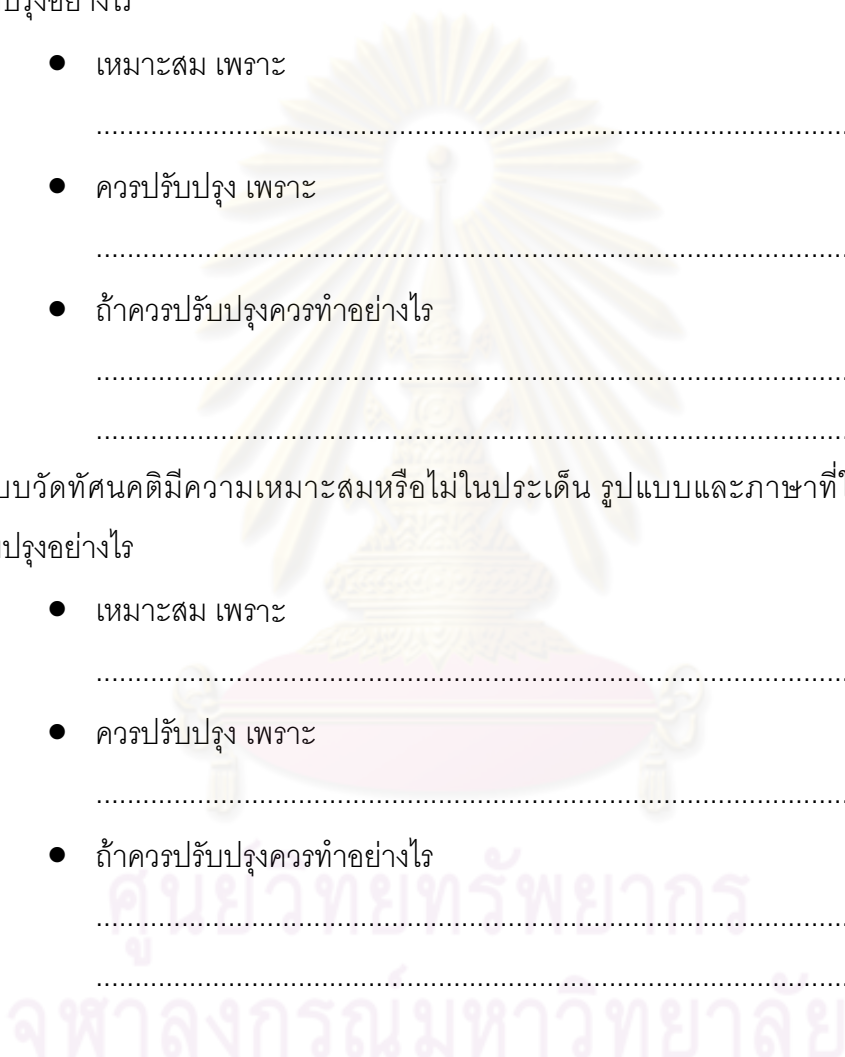 ปรุงอย่างไร
● เหมาะสม เพราะ
........................................................................................................
● ควรปรับปรุง เพราะ
........................................................................................................
● ถ้าควรปรับปรุงควรทำอย่างไร
........................................................................................................
........................................................................................................
บบวัดทัศนคติมีความเหมาะสมหรือไม่ในประเด็น รูปแบบและภาษาที่
ปรุงอย่างไร
● เหมาะสม เพราะ
........................................................................................................
● ควรปรับปรุง เพราะ
........................................................................................................
● ถ้าควรปรับปรุงควรทำอย่างไร
ศูนย์วิทยทรัพยากร
........................................................................................................
........................................................................................................
จุฬาลงกรณ์มหาวิทยาลัย